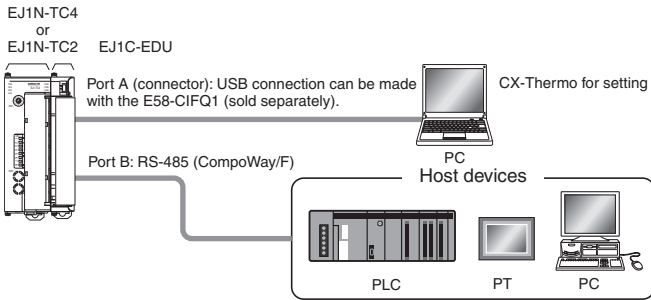 EJ1N-TC4
or
EJ1N-TC2 EJ1C-EDU
Port A (connector): USB connection can be made
with the E58-CIFQ1 (sold separately).
CX-Thermo for setting
PC
Port B: RS-485 (CompoWay/F)
Host devices
PLC PT PC